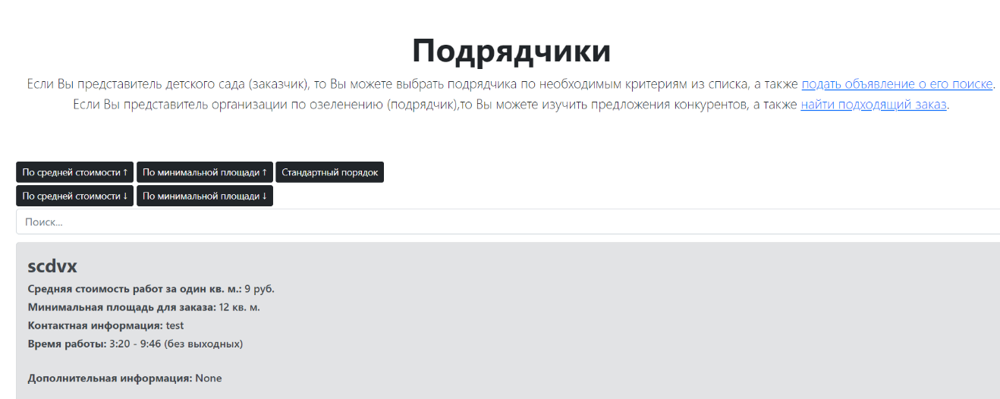 Подрядчики
Если Вы представитель детского сада (заказчик), то Вы можете выбрать подрядчика по необходимым критериям из списка, а также подать объявление о его поиске.
Если Вы представитель организации по озеленению (подрядчик),то Вы можете изучить предложения конкурентов, а также найти подходящий заказ.
По средней стоимости ↑ По минимальной площади ↑ Стандартный порядок
По средней стоимости ↓ По минимальной площади ↓
Поиск...
scdvx
Средняя стоимость работ за один кв. м.: 9 руб.
Минимальная площадь для заказа: 12 кв. м.
Контактная информация: test
Время работы: 3:20 - 9:46 (без выходных)
Дополнительная информация: None